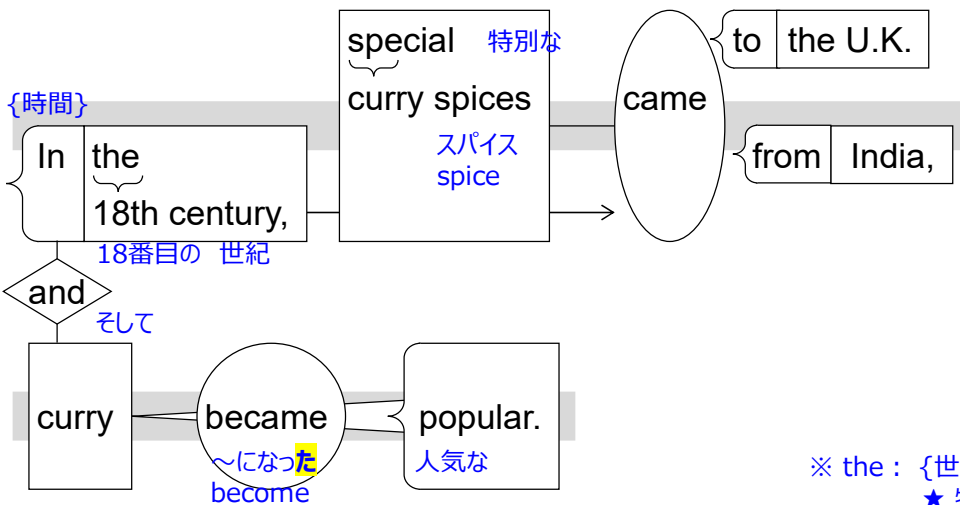 {時間}
In the
18th century,
18番目の 世紀
special 特別な
curry spices
スパイス
spice
came
to the U.K.
from India,
and
そして
curry
became
～になった
become
popular.
人気な
※ the : {世
★